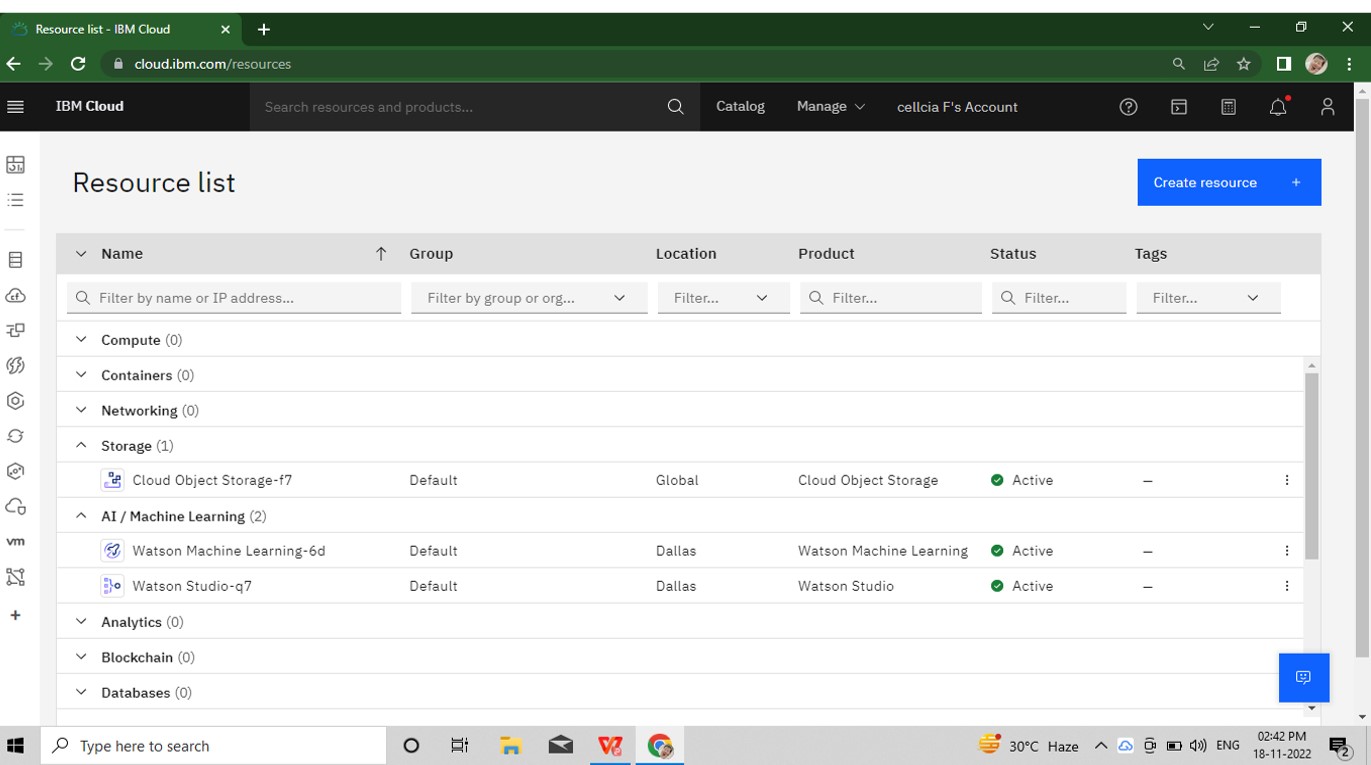 Resource list - IBM Cloud
cloud.ibm.com/resources
IBM Cloud Search resources and products... Catalog Manage cellcia F's Account
Resource list
Create resource +
Name Group Location Product Status Tags
Filter by name or IP address... Filter by group or org... Filter... Filter... Filter... Filter...
Compute (0)
Containers (0)
Networking (0)
Storage (1)
Cloud Object Storage-f7 Default Global Cloud Object Storage Active –
AI / Machine Learning (2)
Watson Machine Learning-6d Default Dallas Watson Machine Learning Active –
Watson Studio-q7 Default Dallas Watson Studio Active –
vm
Analytics (0)
Blockchain (0)
Databases (0)
Type here to search 30°C Haze ENG 02:42 PM
18-11-2022 2